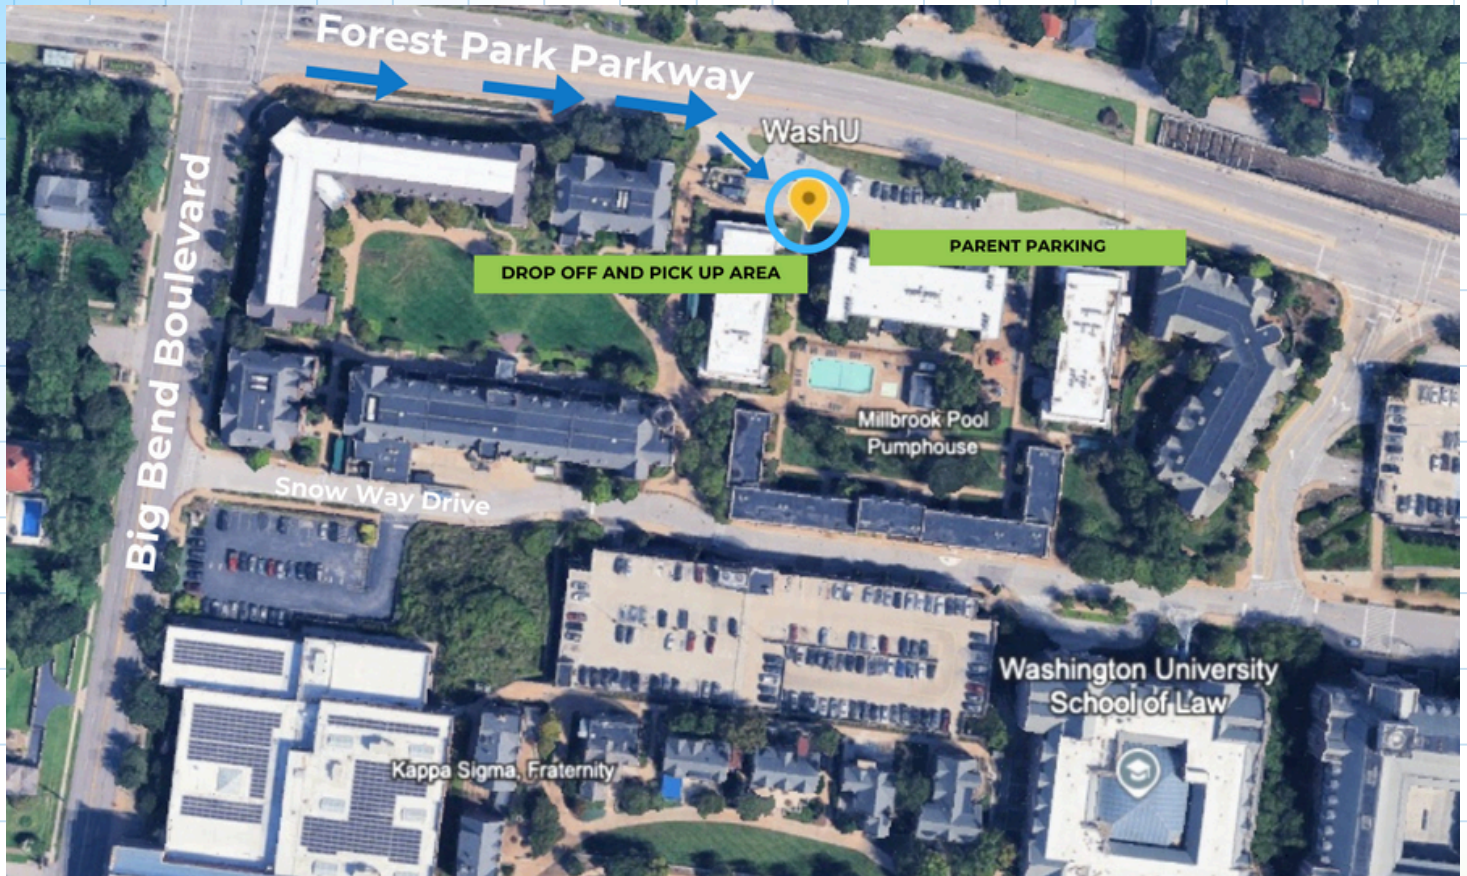 Forest Park Parkway
WashU
PARENT PARKING
DROP OFF AND PICK UP AREA
Big Bend Boulevard
Millbrook Pool
Pumphouse
Snow Way Drive
Washington University
School of Law
Kappa Sigma, Fraternity